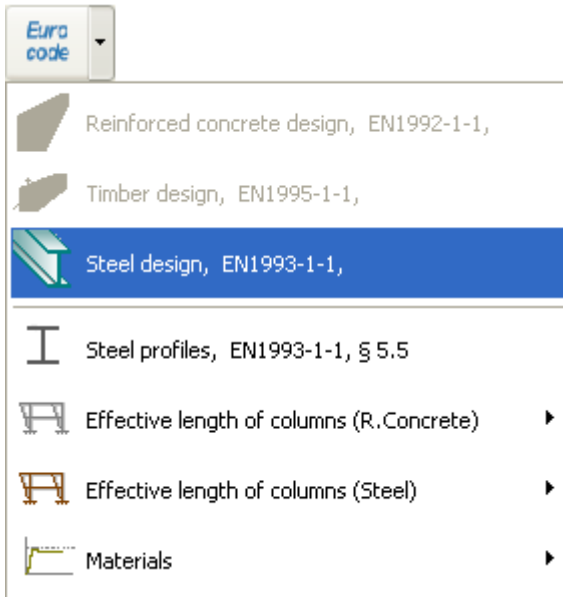 Euro
code
Reinforced concrete design, EN1992-1-1,
Timber design, EN1995-1-1,
Steel design, EN1993-1-1,
Steel profiles, EN1993-1-1, § 5.5
Effective length of columns (R.Concrete)
Effective length of columns (Steel)
Materials